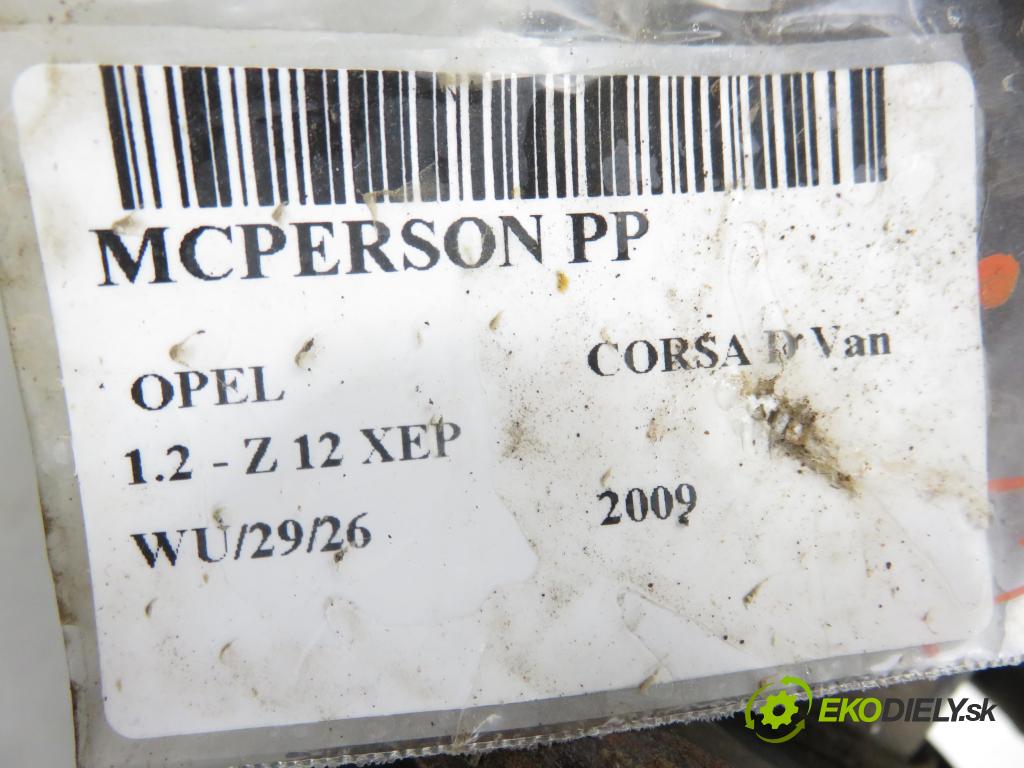 MCPERSON PP
OPEL CORSA D Van
1.2 - Z 12 XEP
WU/29/26 2009
EKODIELY.sk